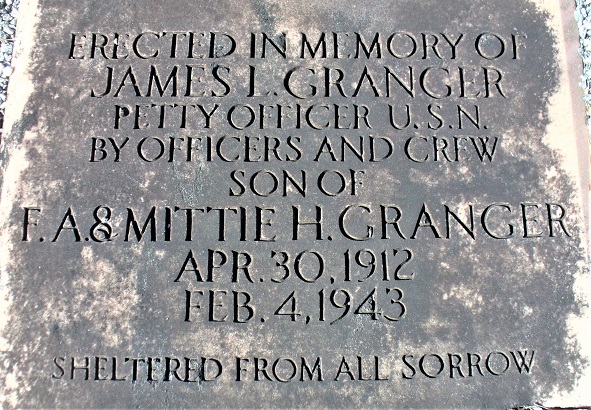 ERECTED IN MEMORY OF
JAMES L. GRANGER
PETTY OFFICER U.S.N.
BY OFFICERS AND CREW
SON OF
F. A. & MITTIE H. GRANGER
APR. 30, 1912
FEB. 4, 1943
SHELTERED FROM ALL SORROW